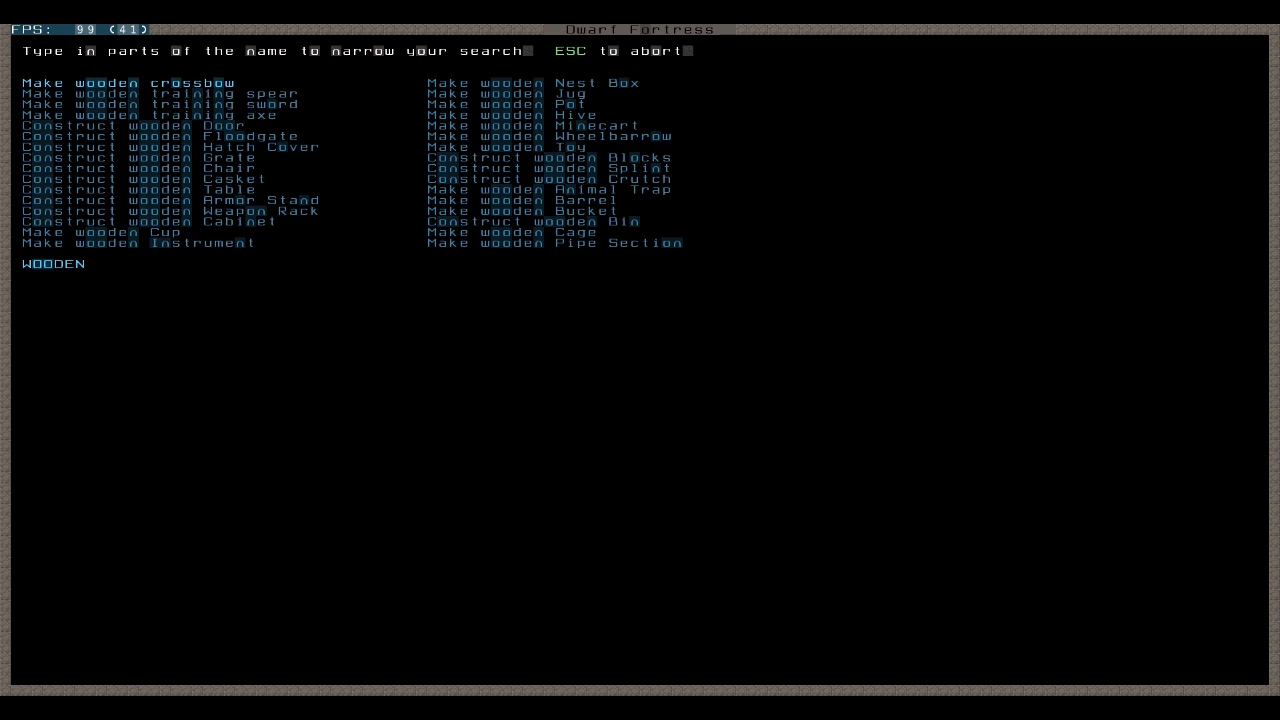 FPS: 99 (41)
Dwarf Fortress
Type in parts of the name to narrow your search. ESC to abort.
Make wooden crossbow
Make wooden training spear
Make wooden training sword
Make wooden training axe
Construct wooden Door
Construct wooden Floodgate
Construct wooden Hatch Cover
Construct wooden Grate
Construct wooden Chair
Construct wooden Casket
Construct wooden Table
Construct wooden Armor Stand
Construct wooden Weapon Rack
Construct wooden Cabinet
Make wooden Cup
Make wooden Instrument
Make wooden Nest Box
Make wooden Jug
Make wooden Pot
Make wooden Hive
Make wooden Minecart
Make wooden Wheelbarrow
Make wooden Toy
Construct wooden Blocks
Construct wooden Splint
Construct wooden Crutch
Make wooden Animal Trap
Make wooden Barrel
Make wooden Bucket
Construct wooden Bin
Make wooden Cage
Make wooden Pipe Section
WOODEN